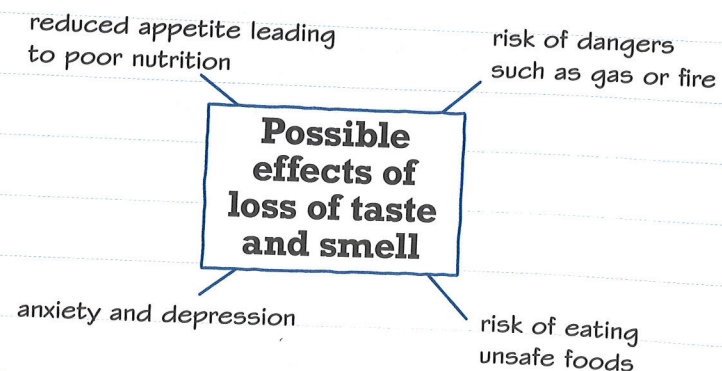 reduced appetite leading
to poor nutrition
risk of dangers
such as gas or fire
Possible
effects of
loss of taste
and smell
anxiety and depression
risk of eating
unsafe foods